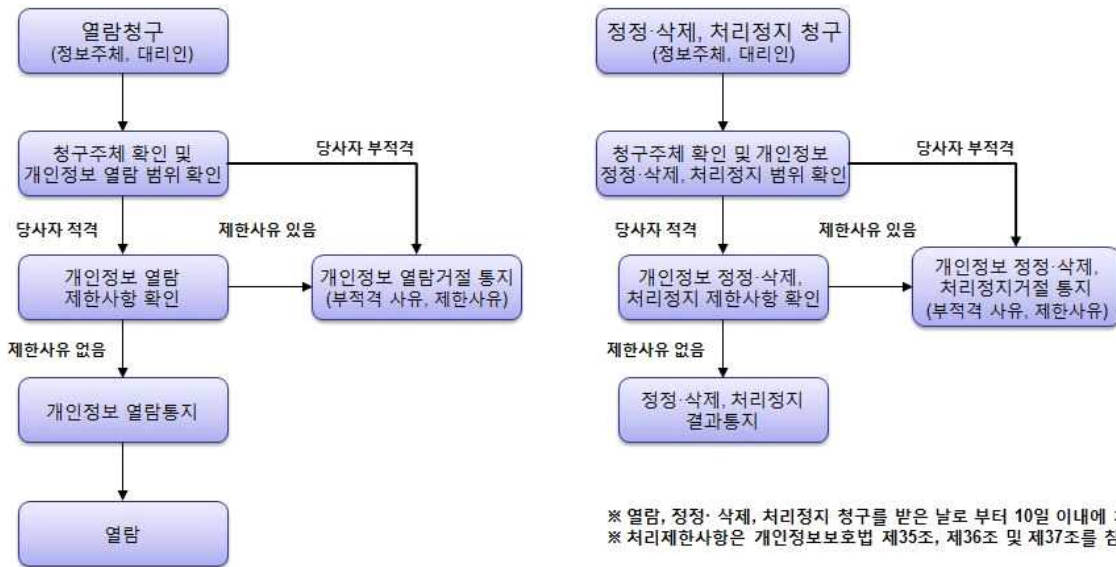 열람청구
(정보주체, 대리인)
청구주체 확인 및
개인정보 열람 범위 확인
당사자 부적격
당사자 적격
제한사유 있음
개인정보 열람
제한사항 확인
개인정보 열람거절 통지
(부적격 사유, 제한사유)
제한사유 없음
개인정보 열람통지
열람
정정·삭제, 처리정지 청구
(정보주체, 대리인)
청구주체 확인 및 개인정보
정정·삭제, 처리정지 범위 확인
당사자 부적격
당사자 적격
제한사유 있음
개인정보 정정·삭제,
처리정지 제한사항 확인
개인정보 정정·삭제,
처리정지거절 통지
(부적격 사유, 제한사유)
제한사유 없음
정정·삭제, 처리정지
결과통지
※ 열람, 정정· 삭제, 처리정지 청구를 받은 날로 부터 10일 이내에
※ 처리제한사항은 개인정보보호법 제35조, 제36조 및 제37조를